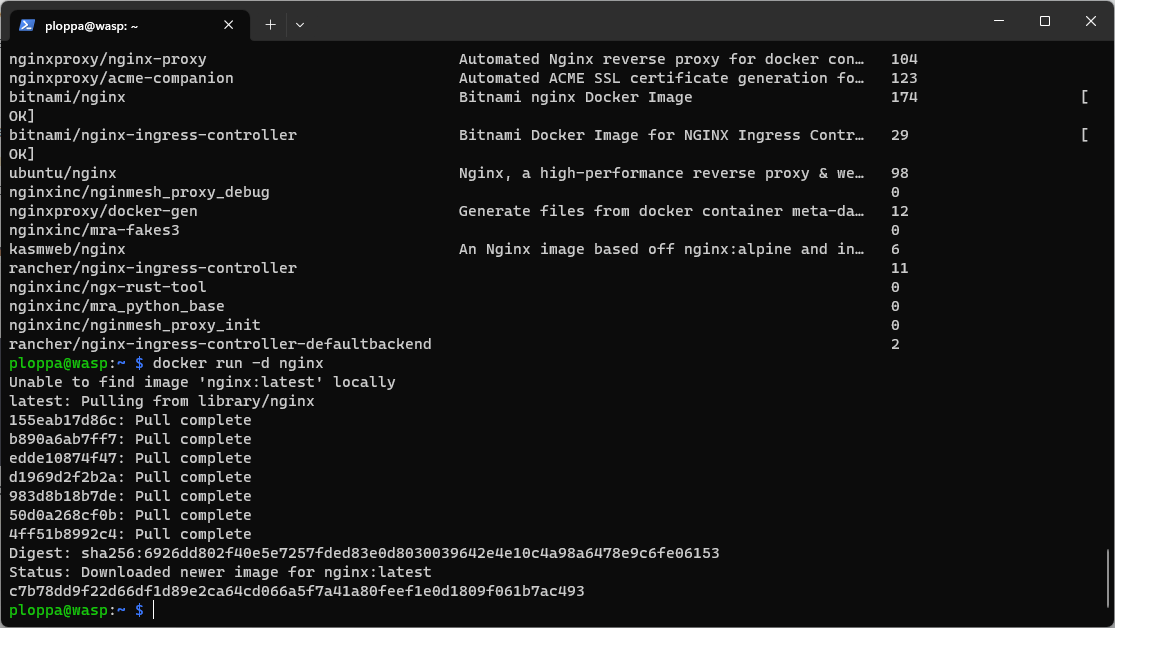 ploppa@wasp: ~
nginxproxy/nginx-proxy Automated Nginx reverse proxy for docker con… 104
nginxproxy/acme-companion Automated ACME SSL certificate generation fo… 123
bitnami/nginx Bitnami nginx Docker Image 174 [
OK]
bitnami/nginx-ingress-controller Bitnami Docker Image for NGINX Ingress Contr… 29 [
OK]
ubuntu/nginx Nginx, a high-performance reverse proxy & we… 98
nginxinc/nginmesh_proxy_debug 0
nginxproxy/docker-gen Generate files from docker container meta-da… 12
nginxinc/mra-fakes3 0
kasmweb/nginx An Nginx image based off nginx:alpine and in… 6
rancher/nginx-ingress-controller 11
nginxinc/ngx-rust-tool 0
nginxinc/mra_python_base 0
nginxinc/nginmesh_proxy_init 0
rancher/nginx-ingress-controller-defaultbackend 2
ploppa@wasp:~ $ docker run -d nginx
Unable to find image 'nginx:latest' locally
latest: Pulling from library/nginx
155eab17d86c: Pull complete
b890a6ab7ff7: Pull complete
edde10874f47: Pull complete
d1969d2f2b2a: Pull complete
983d8b18b7de: Pull complete
50d0a268cf0b: Pull complete
4ff51b8992c4: Pull complete
Digest: sha256:6926dd802f40e5e7257fded83e0d8030039642e4e10c4a98a6478e9c6fe06153
Status: Downloaded newer image for nginx:latest
c7b78dd9f22d66df1d89e2ca64cd066a5f7a41a80feef1e0d1809f061b7ac493
ploppa@wasp:~ $